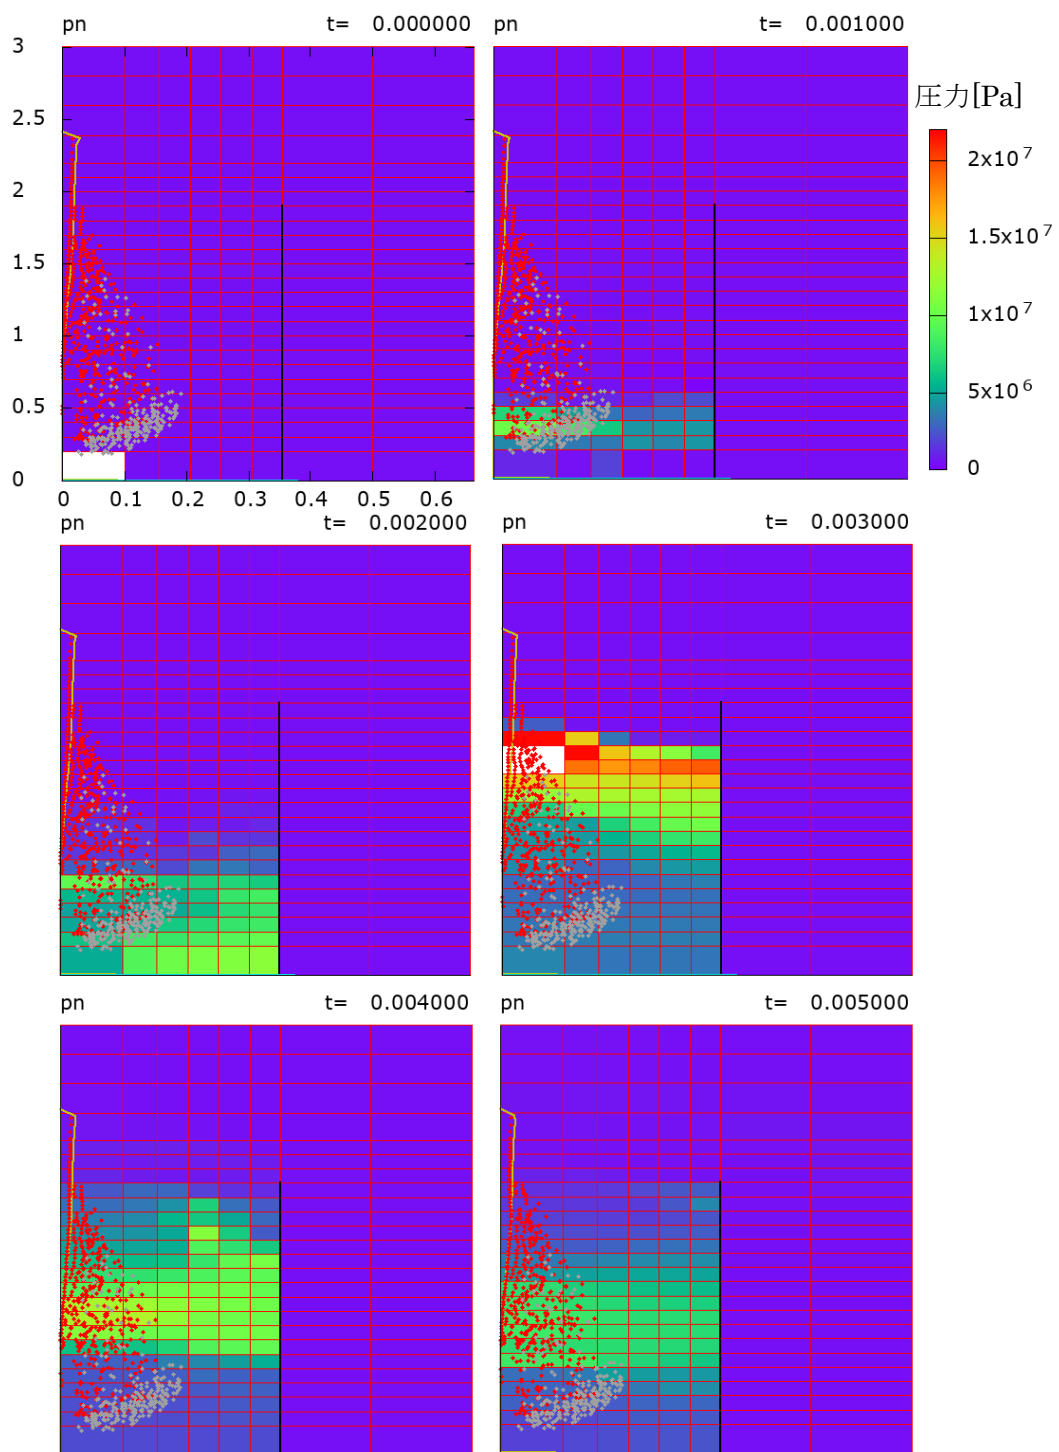 pn t= 0.000000
pn t= 0.001000
圧力[Pa]
3
2.5
2
1.5
1
0.5
0
0 0.1 0.2 0.3 0.4 0.5 0.6
2x10⁷
1.5x10⁷
1x10⁷
5x10⁶
0
pn t= 0.002000
pn t= 0.003000
pn t= 0.004000
pn t= 0.005000